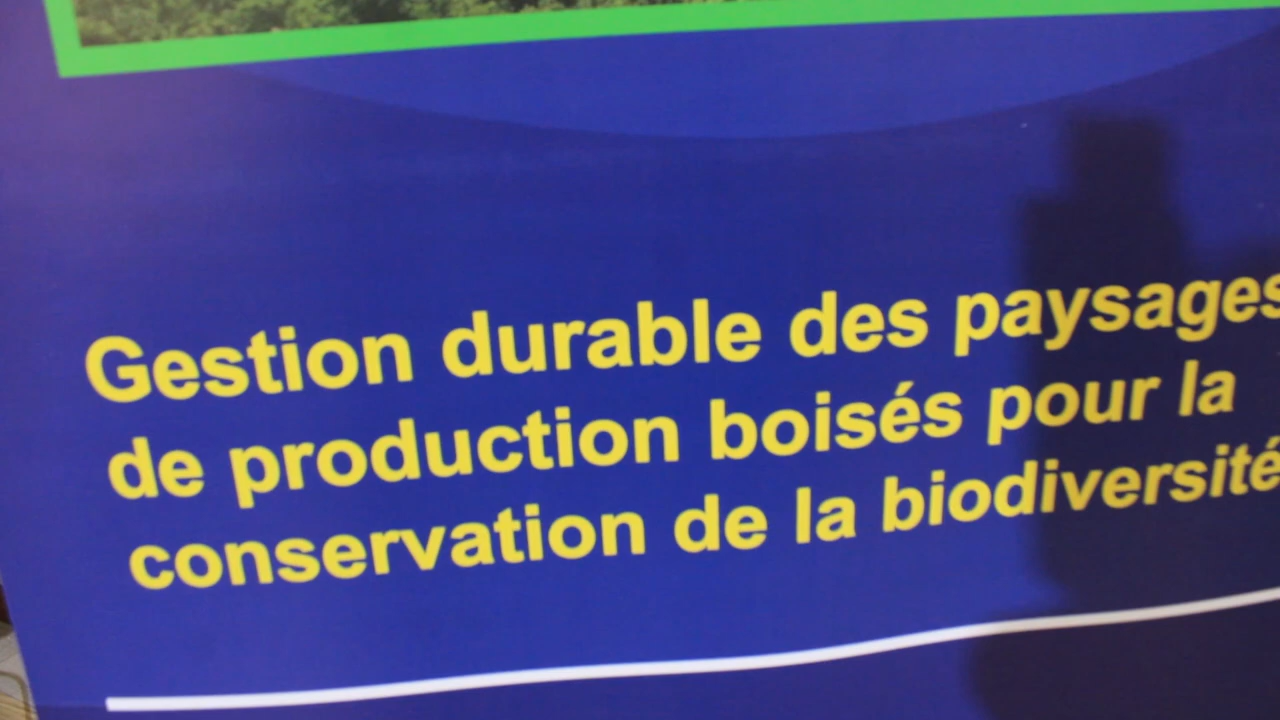 Gestion durable des paysages
de production boisés pour la
conservation de la biodiversité